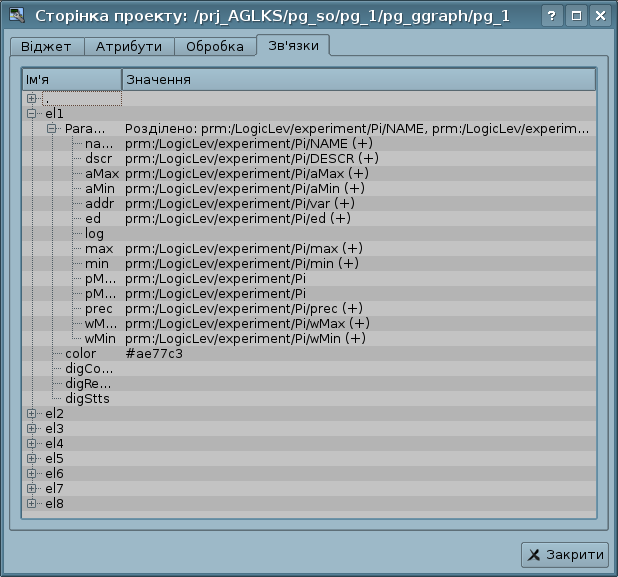 Сторінка проекту: /prj_AGLKS/pg_so/pg_1/pg_ggraph/pg_1
Віджет Атрибути Обробка Зв'язки
Ім'я Значення
.
el1
Para... Розділено: prm:/LogicLev/experiment/Pi/NAME, prm:/LogicLev/experim...
na... prm:/LogicLev/experiment/Pi/NAME (+)
dscr prm:/LogicLev/experiment/Pi/DESCR (+)
aMax prm:/LogicLev/experiment/Pi/aMax (+)
aMin prm:/LogicLev/experiment/Pi/aMin (+)
addr prm:/LogicLev/experiment/Pi/var (+)
ed prm:/LogicLev/experiment/Pi/ed (+)
log
max prm:/LogicLev/experiment/Pi/max (+)
min prm:/LogicLev/experiment/Pi/min (+)
pM... prm:/LogicLev/experiment/Pi
pM... prm:/LogicLev/experiment/Pi
prec prm:/LogicLev/experiment/Pi/prec (+)
wM... prm:/LogicLev/experiment/Pi/wMax (+)
wMin prm:/LogicLev/experiment/Pi/wMin (+)
color #ae77c3
digCo...
digRe...
digStts
el2
el3
el4
el5
el6
el7
el8
Закрити